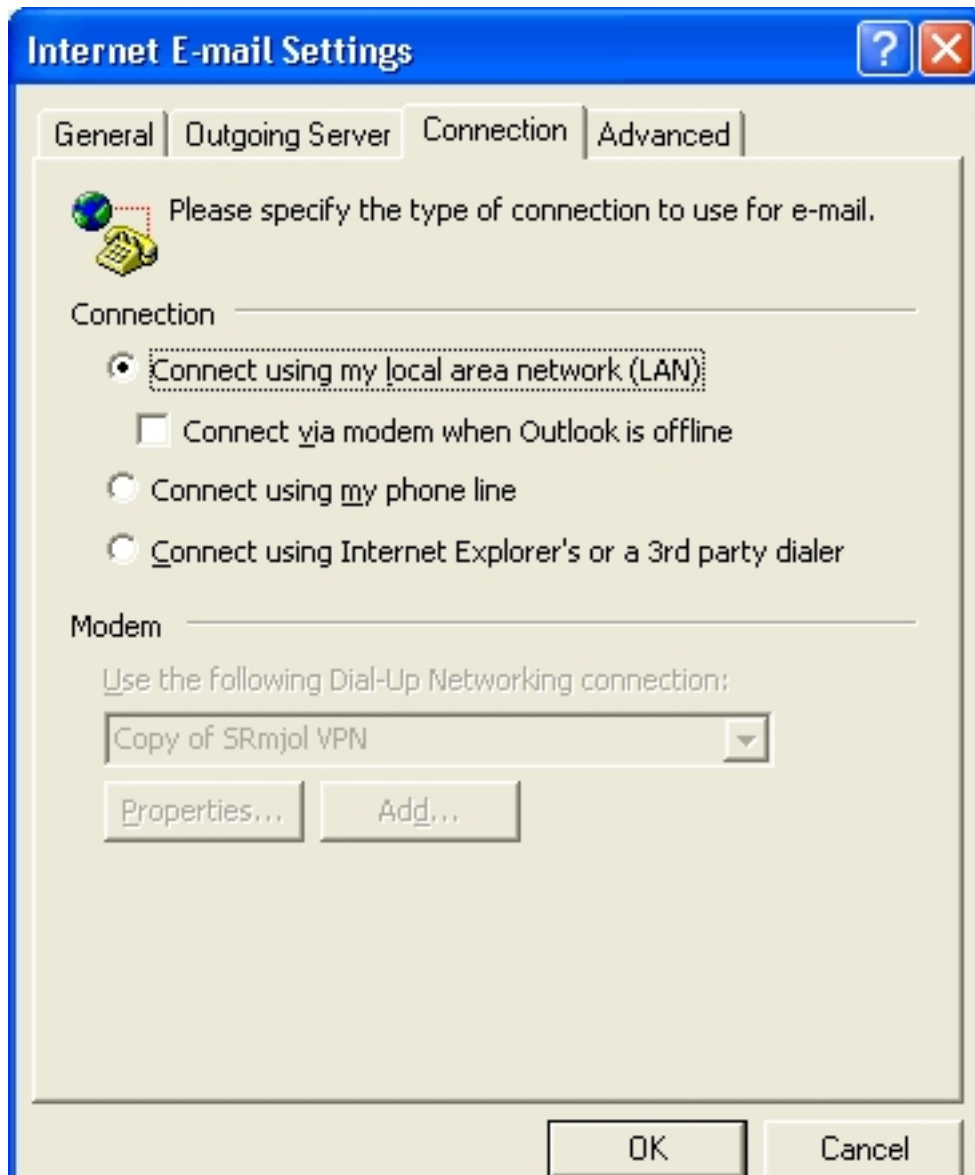 Internet E-mail Settings
General Outgoing Server Connection Advanced
Please specify the type of connection to use for e-mail.
Connection
Connect using my local area network (LAN)
Connect via modem when Outlook is offline
Connect using my phone line
Connect using Internet Explorer's or a 3rd party dialer
Modem
Use the following Dial-Up Networking connection:
Copy of SRmjol VPN
Properties... Add...
OK Cancel